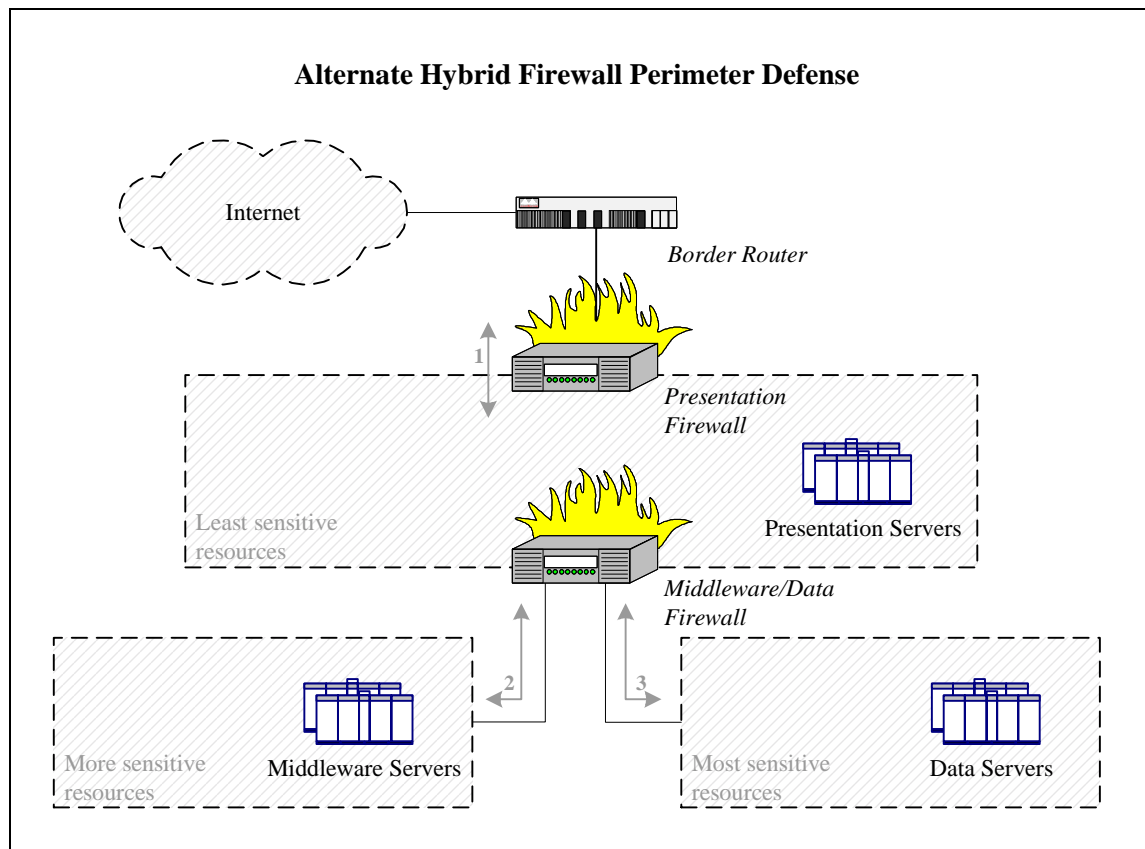 Alternate Hybrid Firewall Perimeter Defense
Internet
Border Router
1
Presentation
Firewall
Least sensitive
resources
Presentation Servers
Middleware/Data
Firewall
2
3
More sensitive
resources
Middleware Servers
Most sensitive
resources
Data Servers